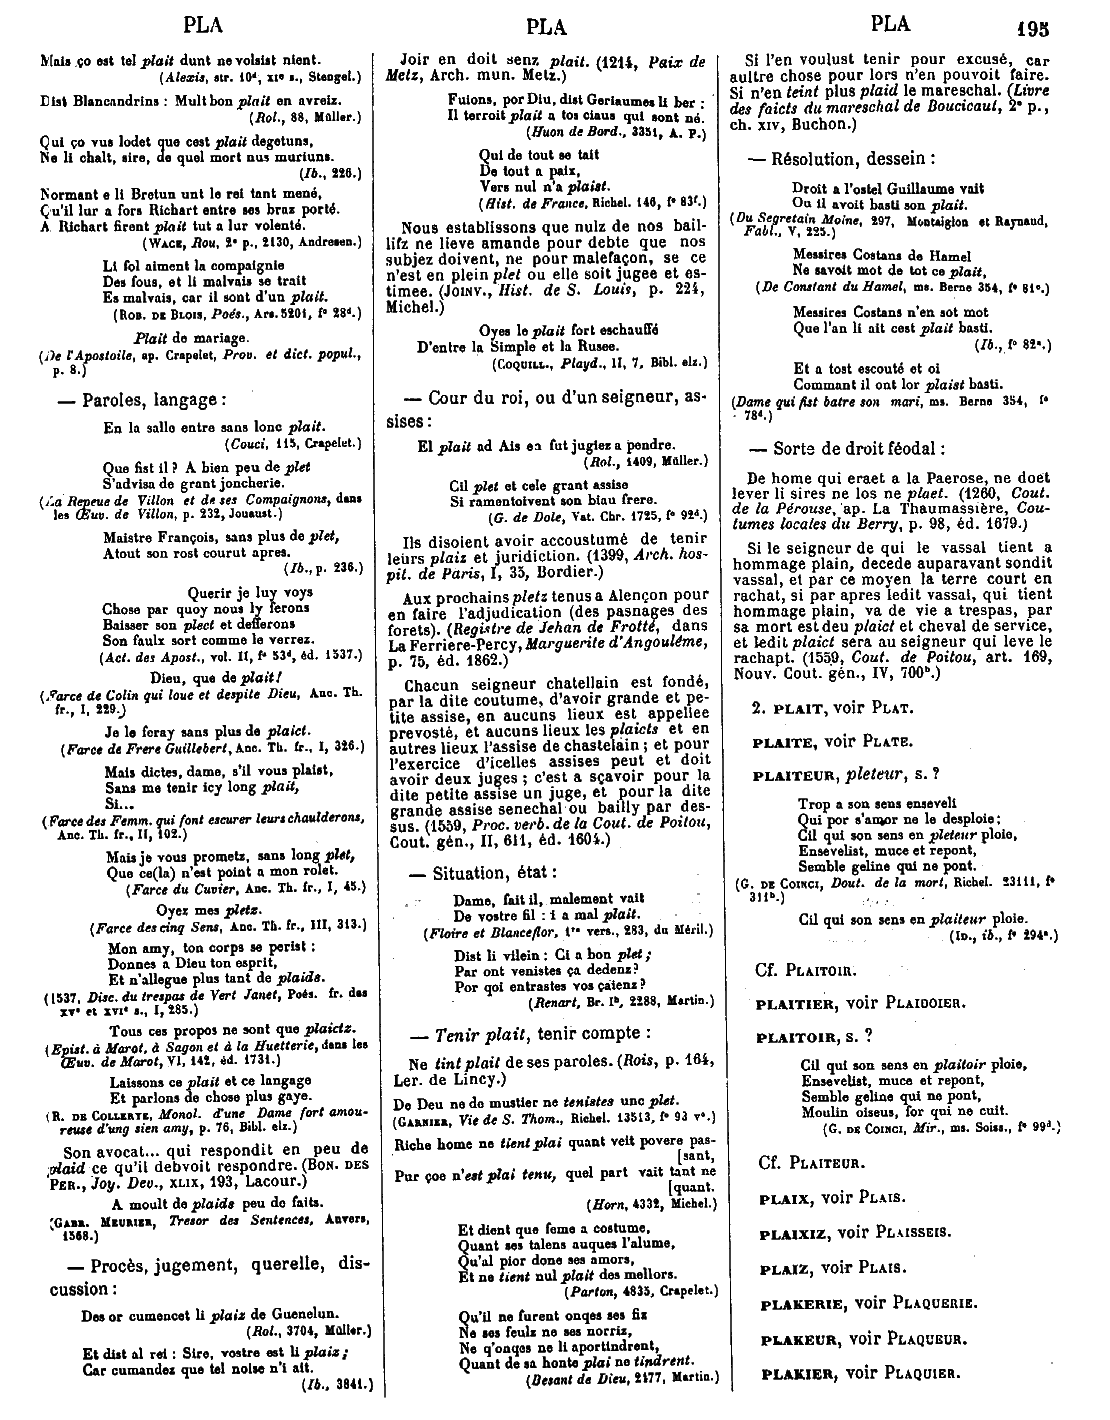 PLA
PLA
PLA
195
Mais ço est tel plait dunt ne volsist nient.
(Alexis, str. 10d, xie s., Stengel.)
Dist Blancandrins : Mult bon plait en avreiz.
(Rol., 88, Müller.)
Qui ço vus lodet que cest plait degetuns,
Ne li chalt, sire, de quel mort nus muriuns.
(Ib., 226.)
Normant e li Bretun unt le rei tant mené,
Qu'il lur a fors Richart entre ses braz porté.
A Richart firent plait tut a lur volenté.
(Wace, Rou, 2e p., 2130, Andresen.)
Li fol aiment la compaignie
Des fous, et li malvais se trait
Es malvais, car il sont d'un plait.
(Rob. de Blois, Poés., Ars. 5201, fo 28d.)
Plait de mariage.
(De l'Apostoile, ap. Crapelet, Prov. et dict. popul.,
p. 8.)
— Paroles, langage :
En la salle entre sans lonc plait.
(Couci, 115, Crapelet.)
Que fist il ? A bien peu de plet
S'advisa de grant joncherie.
(La Repeue de Villon et de ses Compaignons, dans
les Œuv. de Villon, p. 232, Jouaust.)
Maistre François, sans plus de plet,
Atout son rost courut apres.
(Ib., p. 236.)
Querir je luy voys
Chose par quoy nous ly ferons
Baisser son plect et defferons
Son faulx sort comme le verrez.
(Act. des Apost., vol. II, fo 53d, éd. 1537.)
Dieu, que de plait!
(Farce de Colin qui loue et despite Dieu, Anc. Th.
fr., I, 229.)
Je le feray sans plus de plaict.
(Farce de Frere Guillebert, Anc. Th. fr., I, 326.)
Mais dictes, dame, s'il vous plaist,
Sans me tenir icy long plait,
Si...
(Farce des Femm. qui font escurer leurs chaulderons,
Anc. Th. fr., II, 102.)
Mais je vous prometz, sans long plet,
Que ce(la) n'est point a mon rolet.
(Farce du Cuvier, Anc. Th. fr., I, 45.)
Oyez mes pletz.
(Farce des cinq Sens, Anc. Th. fr., III, 313.)
Mon amy, ton corps se perist :
Donnes a Dieu ton esprit,
Et n'allegue plus tant de plaids.
(1537, Disc. du trespas de Vert Janet, Poés. fr. des
xve et xvie s., I, 285.)
Tous ces propos ne sont que plaictz.
(Epist. à Marot, à Sagon et à la Huetterie, dans les
Œuv. de Marot, VI, 142, éd. 1731.)
Laissons ce plait et ce langage
Et parlons de chose plus gaye.
(R. de Collerye, Monol. d'une Dame fort amou-
reuse d'ung sien amy, p. 76, Bibl. elz.)
Son avocat... qui respondit en peu de
plaid ce qu'il debvoit respondre. (Bon. des
Per., Joy. Dev., xlix, 193, Lacour.)
A moult de plaids peu de faits.
(Gabr. Meurier, Tresor des Sentences, Anvers,
1568.)
— Procès, jugement, querelle, dis-
cussion :
Des or cumencet li plaiz de Guenelun.
(Rol., 3704, Müller.)
Et dist al rei : Sire, vostre est li plaiz ;
Car cumandez que tel noise n'i ait.
(Ib., 3841.)
Joir en doit senz plait. (1214, Paix de
Metz, Arch. mun. Metz.)
Fuions, por Diu, dist Geriaumes li ber :
Il terroit plait a tos ciaus qui sont né.
(Huon de Bord., 3351, A. P.)
Qui de tout se tait
De tout a paix,
Vers nul n'a plaist.
(Hist. de France, Richel. 146, fo 83f.)
Nous establissons que nulz de nos bail-
lifz ne lieve amande pour debte que nos
subjez doivent, ne pour malefaçon, se ce
n'est en plein plet ou elle soit jugee et es-
timee. (Joinv., Hist. de S. Louis, p. 224,
Michel.)
Oyes le plait fort eschauffé
D'entre la Simple et la Rusee.
(Coquill., Playd., II, 7, Bibl. elz.)
— Cour du roi, ou d'un seigneur, as-
sises :
El plait ad Ais en fut jugiez a pendre.
(Rol., 1409, Müller.)
Cil plet et cele grant assise
Si ramentoivent son biau frere.
(G. de Dole, Vat. Chr. 1725, fo 92d.)
Ils disoient avoir accoustumé de tenir
leurs plaiz et juridiction. (1399, Arch. hos-
pit. de Paris, I, 35, Bordier.)
Aux prochains pletz tenus a Alençon pour
en faire l'adjudication (des pasnages des
forets). (Registre de Jehan de Frotté, dans
La Ferriere-Percy, Marguerite d'Angoulême,
p. 75, éd. 1862.)
Chacun seigneur chatellain est fondé,
par la dite coutume, d'avoir grande et pe-
tite assise, en aucuns lieux est appellee
prevosté, et aucuns lieux les plaicts et en
autres lieux l'assise de chastelain ; et pour
l'exercice d'icelles assises peut et doit
avoir deux juges ; c'est a sçavoir pour la
dite petite assise un juge, et pour la dite
grande assise senechal ou bailly par des-
sus. (1559, Proc. verb. de la Cout. de Poitou,
Cout. gén., II, 611, éd. 1604.)
— Situation, état :
Dame, fait il, malement vait
De vostre fil : i a mal plait.
(Floire et Blanceflor, 1re vers., 283, du Méril.)
Dist li vilein : Ci a bon plet ;
Par ont venistes ça dedenz?
Por qoi entrastes vos çaienz?
(Renart, Br. Ib, 2288, Martin.)
— Tenir plait, tenir compte :
Ne tint plait de ses paroles. (Rois, p. 164,
Ler. de Lincy.)
De Deu ne de mustier ne tenistes unc plet.
(Garnier, Vie de S. Thom., Richel. 13513, fo 93 vo.)
Riche home ne tient plai quant veit povere pas-
[sant,
Pur çoe n'est plai tenu, quel part vait tant ne
[quant.
(Horn, 4332, Michel.)
Et dient que feme a costume,
Quant ses talens auques l'alume,
Qu'al pior done ses amors,
Et ne tient nul plait des mellors.
(Parton, 4835, Crapelet.)
Qu'il ne furent onqes ses fiz
Ne ses feulz ne ses norriz,
Ne q'onqes ne li aportindrent,
Quant de sa honte plai ne tindrent.
(Besant de Dieu, 2177, Martin.)
Si l'en voulust tenir pour excusé, car
aultre chose pour lors n'en pouvoit faire.
Si n'en teint plus plaid le mareschal. (Livre
des faicts du mareschal de Boucicaut, 2e p.,
ch. xiv, Buchon.)
— Résolution, dessein :
Droit a l'ostel Guillaume vait
Ou il avoit basti son plait.
(Du Segretain Moine, 297, Montaiglon et Raynaud,
Fabl., V, 225.)
Messires Costans de Hamel
Ne savoit mot de tot ce plait,
(De Constant du Hamel, ms. Berne 354, fo 81c.)
Messires Costans n'en sot mot
Que l'an li ait cest plait basti.
(Ib., fo 82a.)
Et a tost escouté et oi
Commant il ont lor plaist basti.
(Dame qui fist batre son mari, ms. Berne 354, fo
78d.)
— Sorte de droit féodal :
De home qui eraet a la Paerose, ne doet
lever li sires ne los ne plaet. (1260, Cout.
de la Pérouse, ap. La Thaumassière, Cou-
tumes locales du Berry, p. 98, éd. 1679.)
Si le seigneur de qui le vassal tient a
hommage plain, decede auparavant sondit
vassal, et par ce moyen la terre court en
rachat, si par apres ledit vassal, qui tient
hommage plain, va de vie a trespas, par
sa mort est deu plaict et cheval de service,
et ledit plaict sera au seigneur qui leve le
rachapt. (1559, Cout. de Poitou, art. 169,
Nouv. Cout. gén., IV, 700b.)
2. PLAIT, voir Plat.
PLAITE, voir Plate.
PLAITEUR, pleteur, s. ?
Trop a son sens enseveli
Qui por s'amor ne le desploie;
Cil qui son sens en pleteur ploie,
Ensevelist, muce et repont,
Semble geline qui ne pont.
(G. de Coinci, Dout. de la mort, Richel. 23111, fo
311b.)
Cil qui son sens en plaiteur ploie.
(Id., ib., fo 294a.)
Cf. Plaitoir.
PLAITIER, voir Plaidoier.
PLAITOIR, s. ?
Cil qui son sens en plaitoir ploie,
Ensevelist, muce et repont,
Semble geline qui ne pont,
Moulin oiseus, for qui ne cuit.
(G. de Coinci, Mir., ms. Soiss., fo 99d.)
Cf. Plaiteur.
PLAIX, voir Plais.
PLAIXIZ, voir Plaisseis.
PLAIZ, voir Plais.
PLAKERIE, voir Plaquerie.
PLAKEUR, voir Plaqueur.
PLAKIER, voir Plaquier.